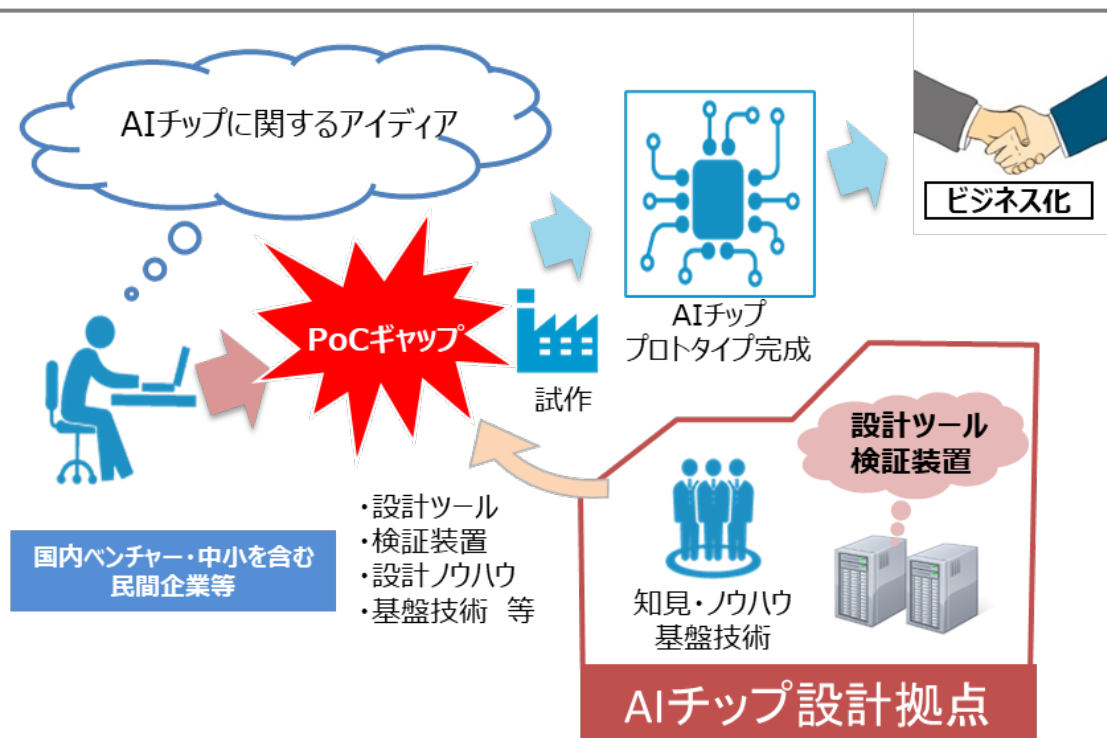 AIチップに関するアイディア
ビジネス化
PoCギャップ
試作
AIチップ
プロトタイプ完成
国内ベンチャー・中小を含む
民間企業等
・設計ツール
・検証装置
・設計ノウハウ
・基盤技術　等
設計ツール
検証装置
知見・ノウハウ
基盤技術
AIチップ設計拠点